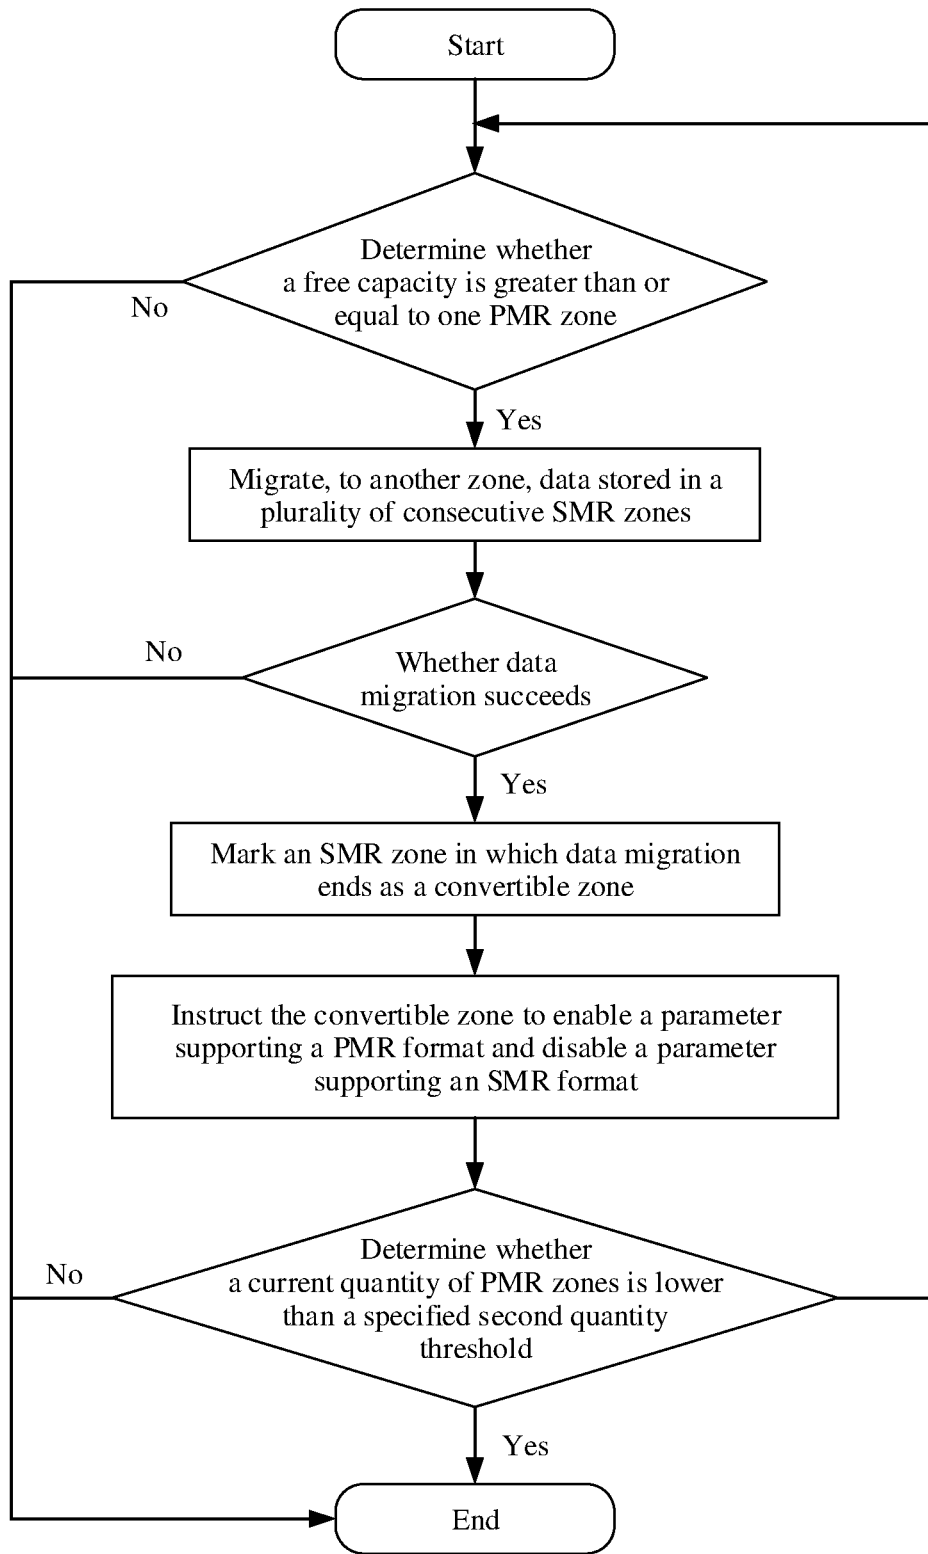 Start
Determine whether
a free capacity is greater than or
equal to one PMR zone
No
Yes
Migrate, to another zone, data stored in a
plurality of consecutive SMR zones
No
Whether data
migration succeeds
Yes
Mark an SMR zone in which data migration
ends as a convertible zone
Instruct the convertible zone to enable a parameter
supporting a PMR format and disable a parameter
supporting an SMR format
No
Determine whether
a current quantity of PMR zones is lower
than a specified second quantity
threshold
Yes
End